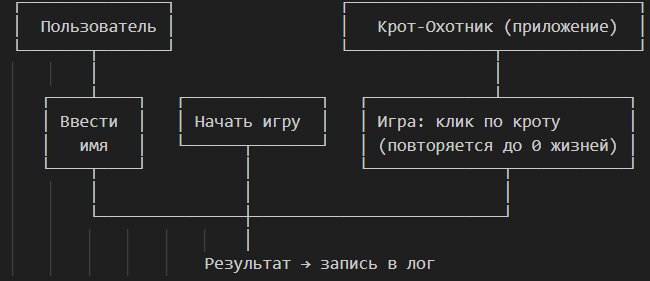 Пользователь
Крот-Охотник (приложение)
Ввести
имя
Начать игру
Игра: клик по кроту
(повторяется до 0 жизней)
Результат → запись в лог